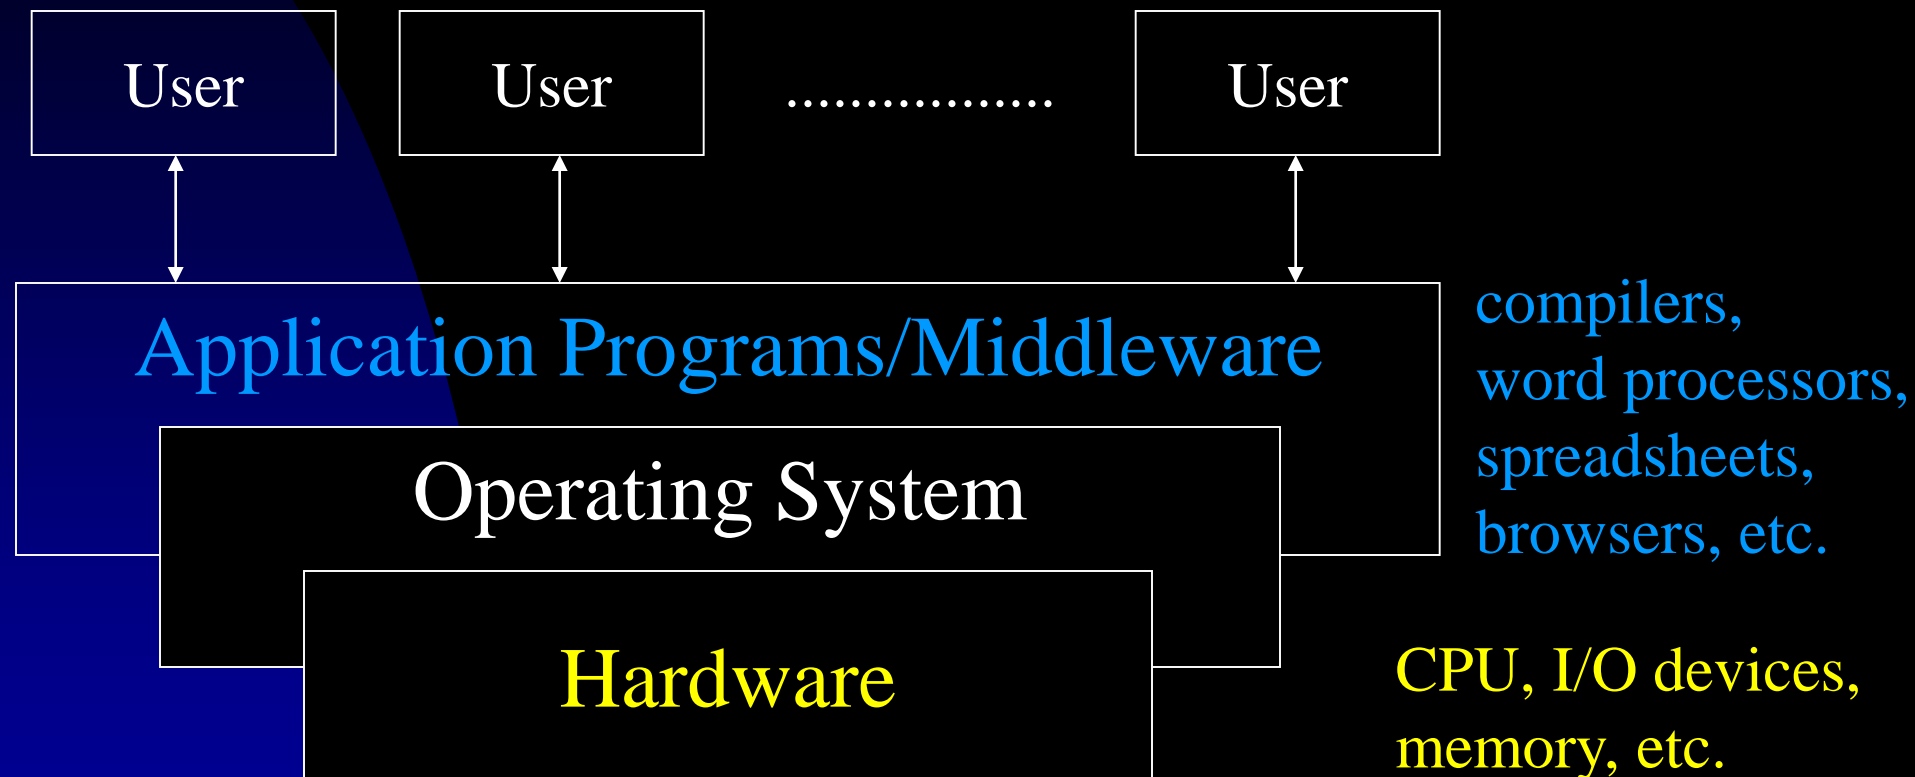 User
User
.................
User
Application Programs/Middleware
compilers,
word processors,
spreadsheets,
browsers, etc.
Operating System
Hardware
CPU, I/O devices,
memory, etc.